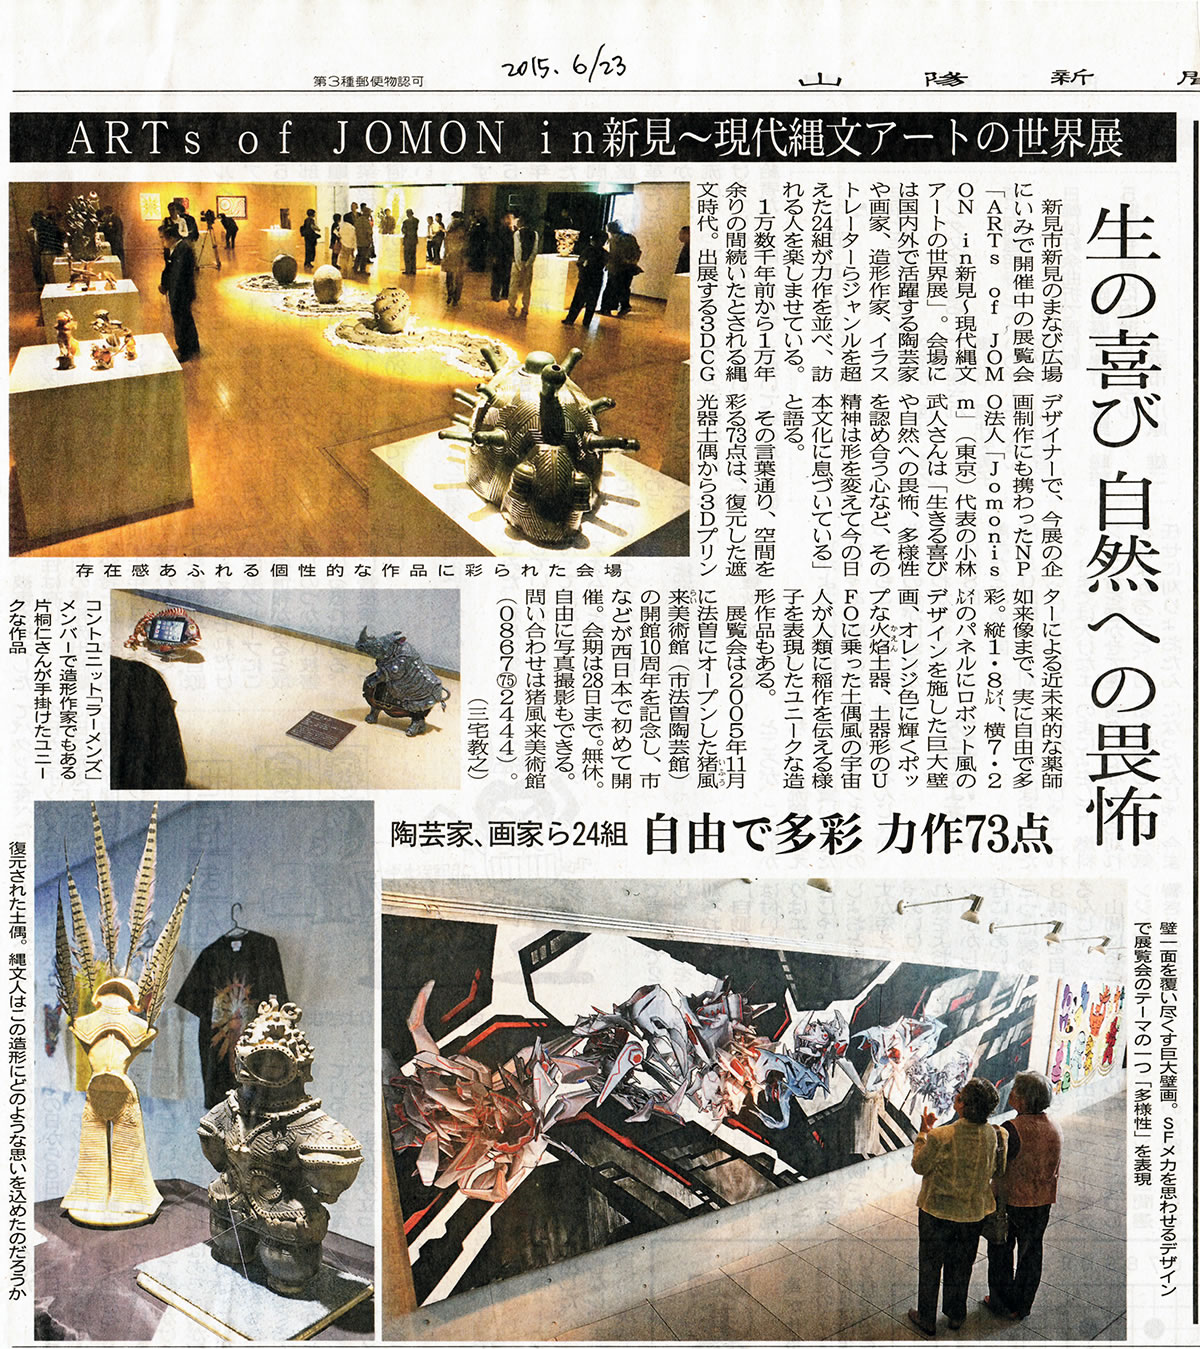 第3種郵便物認可
2015. 6/23
山陽新聞
ARTs of JOMON in新見〜現代縄文アートの世界展
生の喜び 自然への畏怖
新見市新見のまなび広場
にいみで開催中の展覧会
「ARTs of JOM
ON in新見〜現代縄文
アートの世界展」。会場に
は国内外で活躍する陶芸家
や画家、造形作家、イラス
トレーターらジャンルを超
えた24組が力作を並べ、訪
れる人を楽しませている。
1万数千年前から1万年
余りの間続いたとされる縄
文時代。出展する3DCG
デザイナーで、今展の企
画制作にも携わったNP
O法人「Jomonis
m」（東京）代表の小林
武人さんは「生きる喜び
や自然への畏怖、多様性
を認め合う心など、その
精神は形を変えて今の日
本文化に息づいている」
と語る。
その言葉通り、空間を
彩る73点は、復元した遮
光器土偶から3Dプリン
ターによる近未来的な薬師
如来像まで、実に自由で多
彩。縦1・8㍍、横7・2
㍍のパネルにロボット風の
デザインを施した巨大壁
画、オレンジ色に輝くポッ
プな火焔土器、土器形のU
FOに乗った土偶風の宇宙
人が人類に稲作を伝える様
子を表現したユニークな造
形作品もある。
展覧会は2005年11月
に法曽にオープンした猪風
来美術館（市法曽陶芸館）
の開館10周年を記念し、市
などが西日本で初めて開
催。会期は28日まで。無休。
自由に写真撮影もできる。
問い合わせは猪風来美術館
（0867㊆2444）。
（三宅教之）
存在感あふれる個性的な作品に彩られた会場
コントユニット「ラーメンズ」
メンバーで造形作家でもある
片桐仁さんが手掛けたユニー
クな作品
陶芸家、画家ら24組 自由で多彩 力作73点
壁一面を覆い尽くす巨大壁画。SFメカを思わせるデザイン
で展覧会のテーマの一つ「多様性」を表現
復元された土偶。縄文人はこの造形にどのような思いを込めたのだろうか